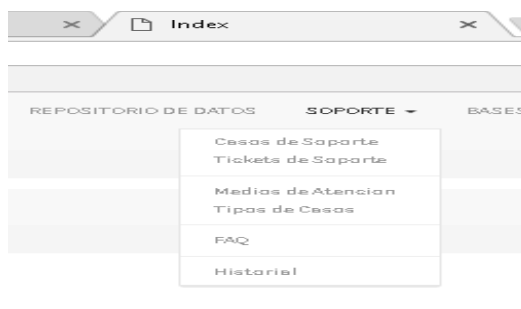 Index
REPOSITORIO DE DATOS SOPORTE BASES
Casos de Soporte
Tickets de Soporte
Medios de Atencion
Tipos de Casos
FAQ
Historial